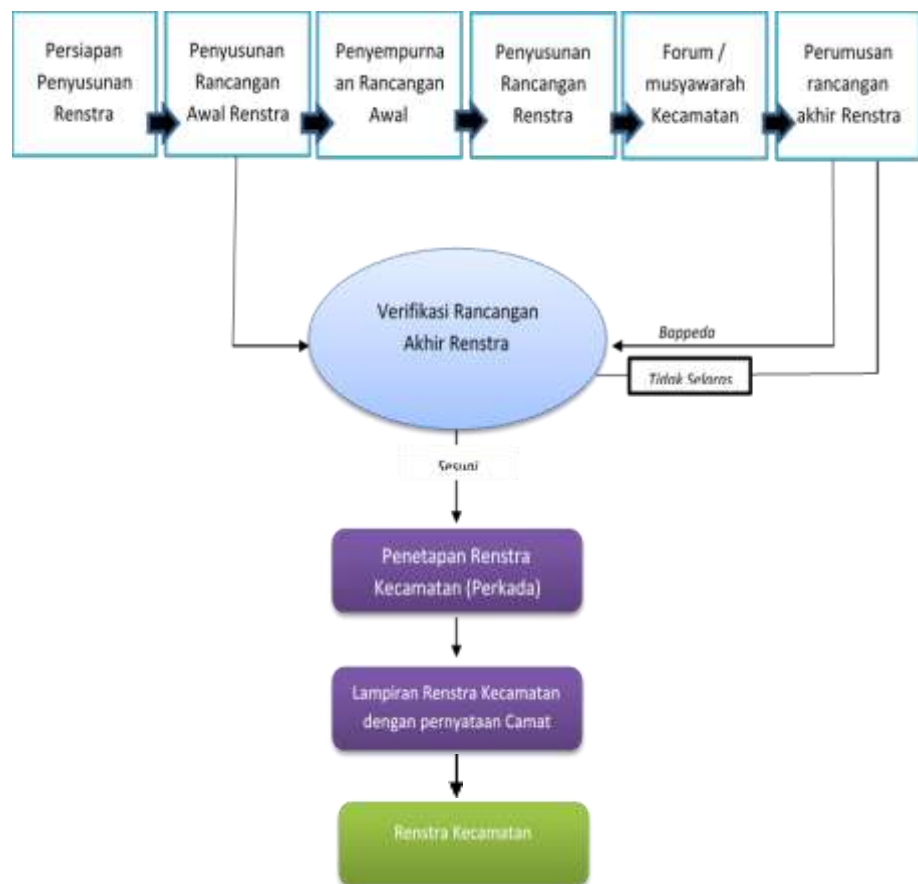 Persiapan
Penyusunan
Renstra
Penyusunan
Rancangan
Awal Renstra
Penyempurna
an Rancangan
Awal
Penyusunan
Rancangan
Renstra
Forum /
musyawarah
Kecamatan
Perumusan
rancangan
akhir Renstra
Verifikasi Rancangan
Akhir Renstra
Bappeda
Tidak Selaras
Sesuai
Penetapan Renstra
Kecamatan (Perkada)
Lampiran Renstra Kecamatan
dengan pernyataan Camat
Renstra Kecamatan